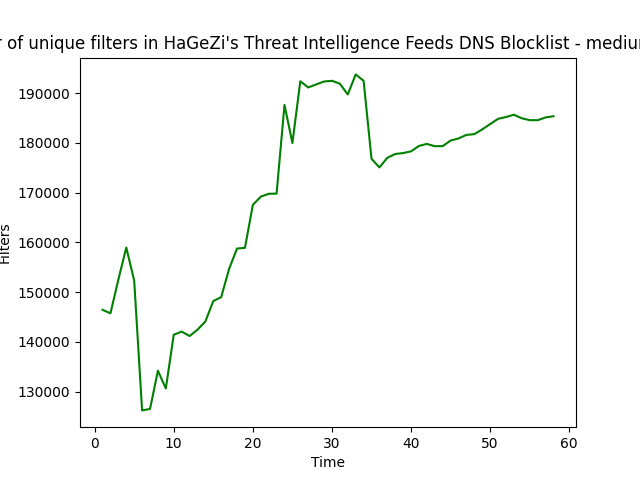 r of unique filters in HaGeZi's Threat Intelligence Feeds DNS Blocklist - mediu
190000
180000
170000
160000
150000
140000
130000
Filters
0 10 20 30 40 50 60
Time